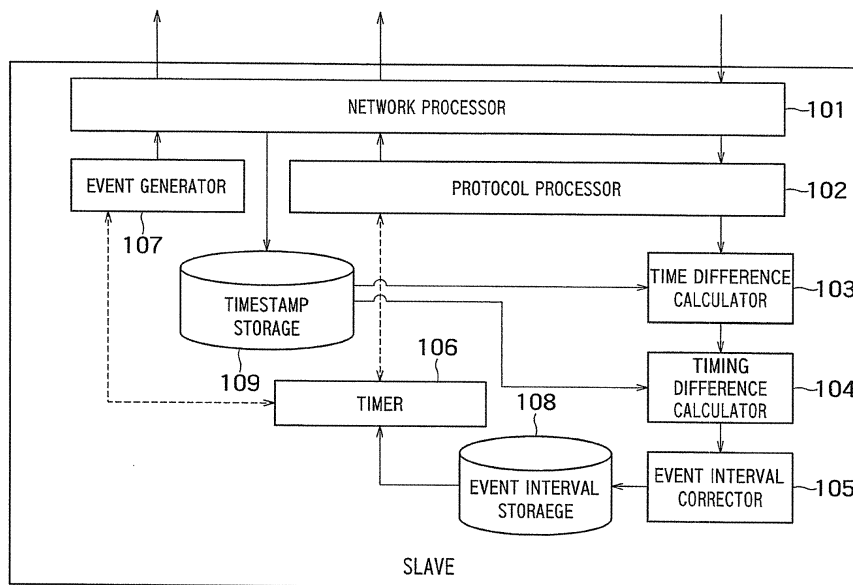 NETWORK PROCESSOR
101
EVENT GENERATOR
107
PROTOCOL PROCESSOR
102
TIMESTAMP
STORAGE
109
TIME DIFFERENCE
CALCULATOR
103
106
TIMER
TIMING
DIFFERENCE
CALCULATOR
104
108
EVENT INTERVAL
STORAEGE
EVENT INTERVAL
CORRECTOR
105
SLAVE